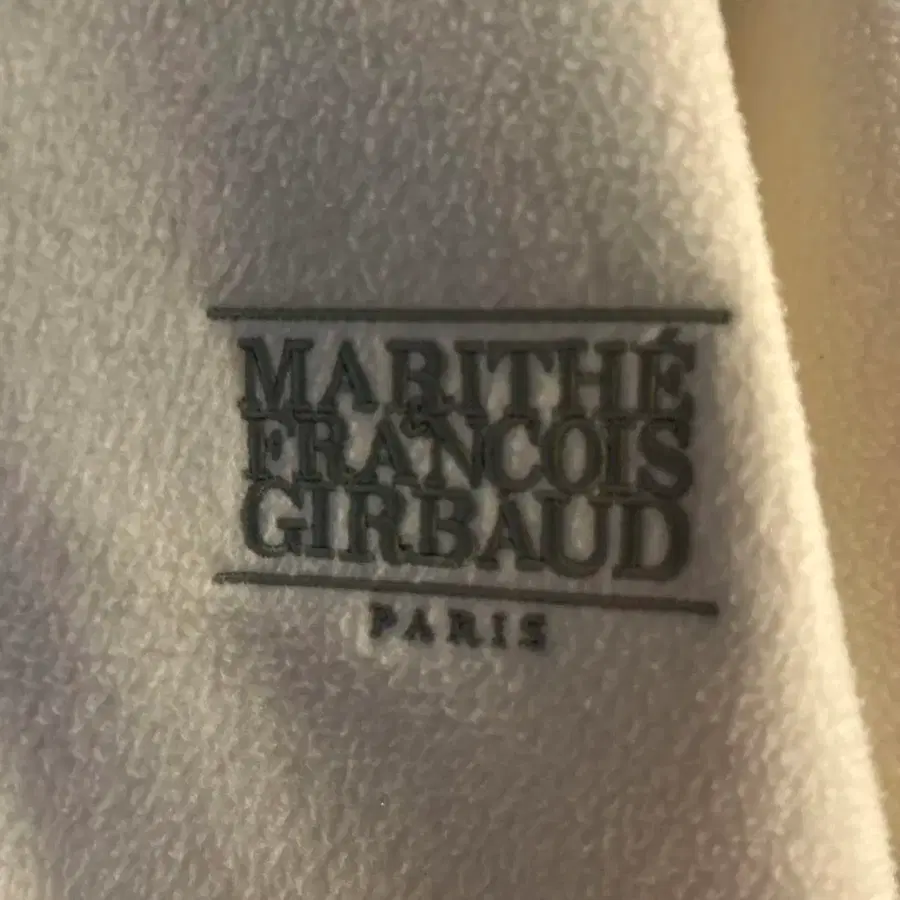 MARITHÉ
&
FRANCOIS
GIRBAUD
PARIS